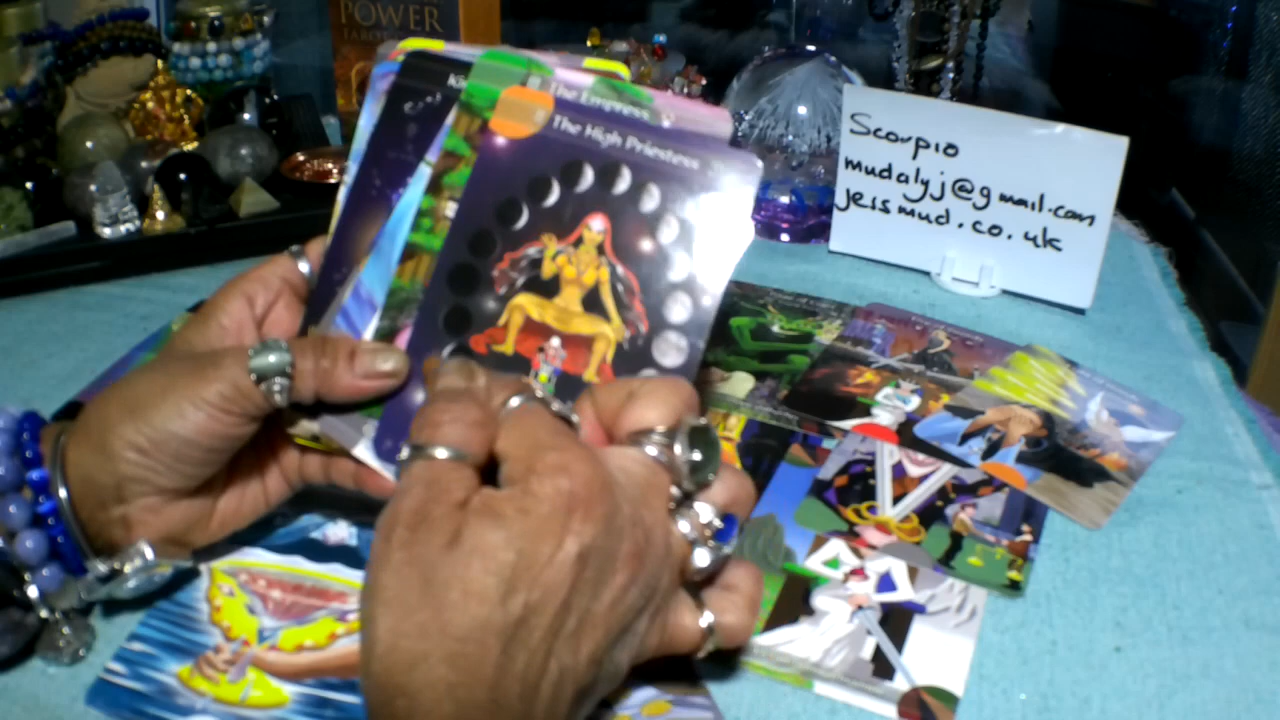 POWER
The Empress
The High Priestess
Scorpio
mudalyj@gmail.com
jeismud.co.uk